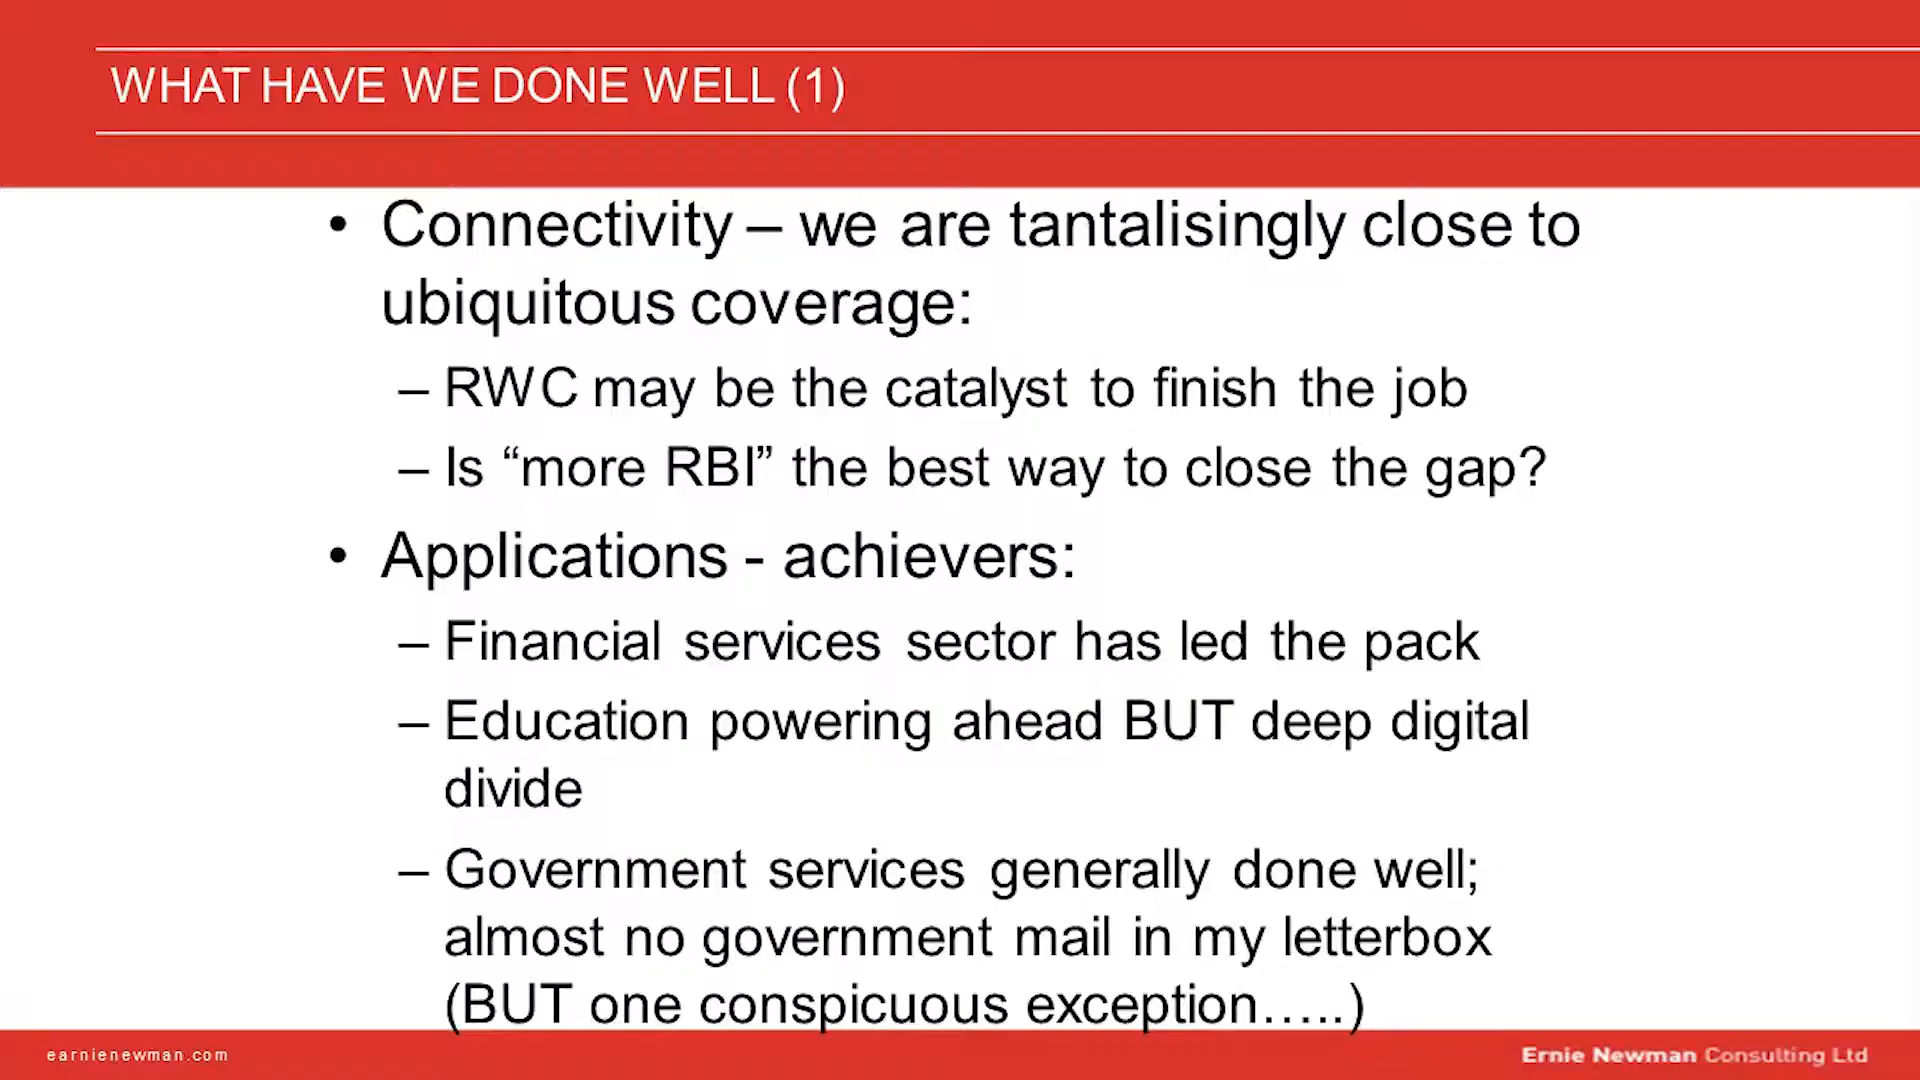 WHAT HAVE WE DONE WELL (1)
• Connectivity – we are tantalisingly close to
ubiquitous coverage:
– RWC may be the catalyst to finish the job
– Is “more RBI” the best way to close the gap?
• Applications - achievers:
– Financial services sector has led the pack
– Education powering ahead BUT deep digital
divide
– Government services generally done well;
almost no government mail in my letterbox
(BUT one conspicuous exception…..)
earnienewman.com
Ernie Newman Consulting Ltd